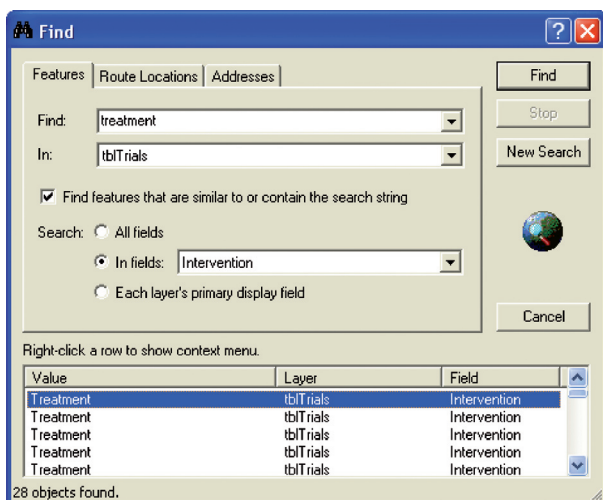 Find
Features Route Locations Addresses
Find
Find: treatment
Stop
In: tblTrials
New Search
Find features that are similar to or contain the search string
Search: All fields
In fields: Intervention
Each layer's primary display field
Cancel
Right-click a row to show context menu.
Value Layer Field
Treatment tblTrials Intervention
Treatment tblTrials Intervention
Treatment tblTrials Intervention
Treatment tblTrials Intervention
Treatment tblTrials Intervention
28 objects found.